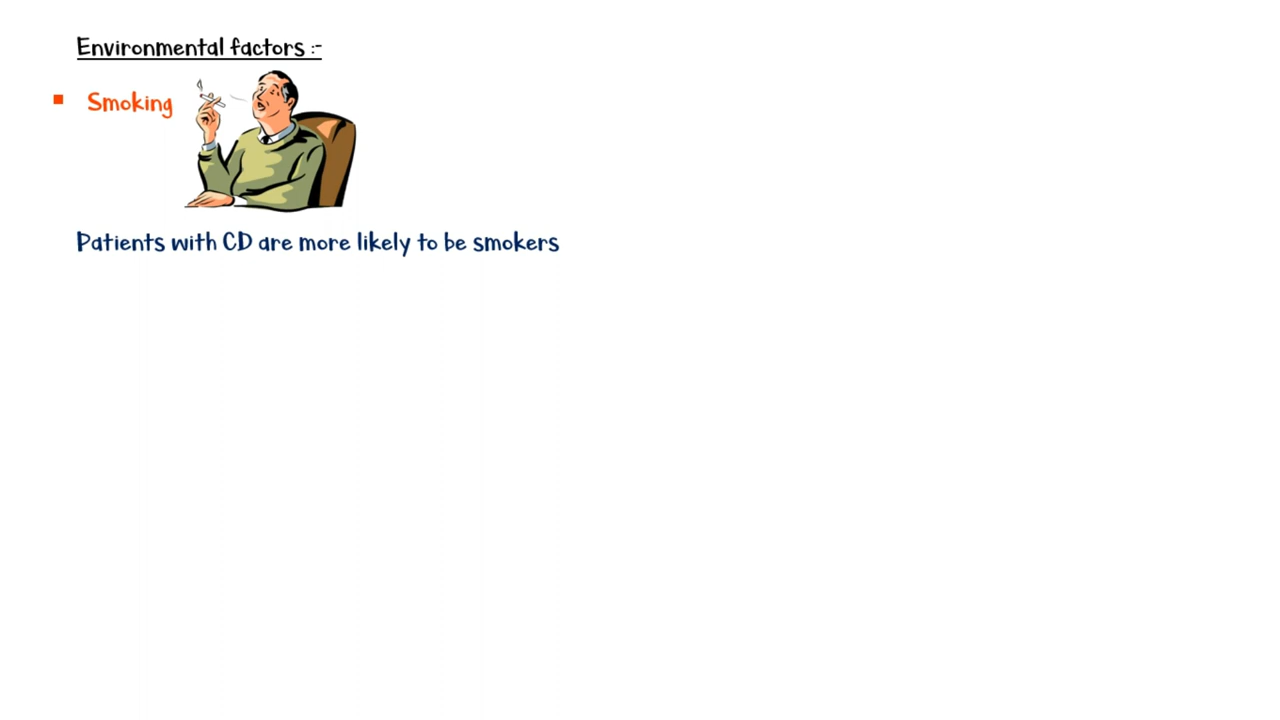 Environmental factors :-
▪ Smoking
Patients with CD are more likely to be smokers